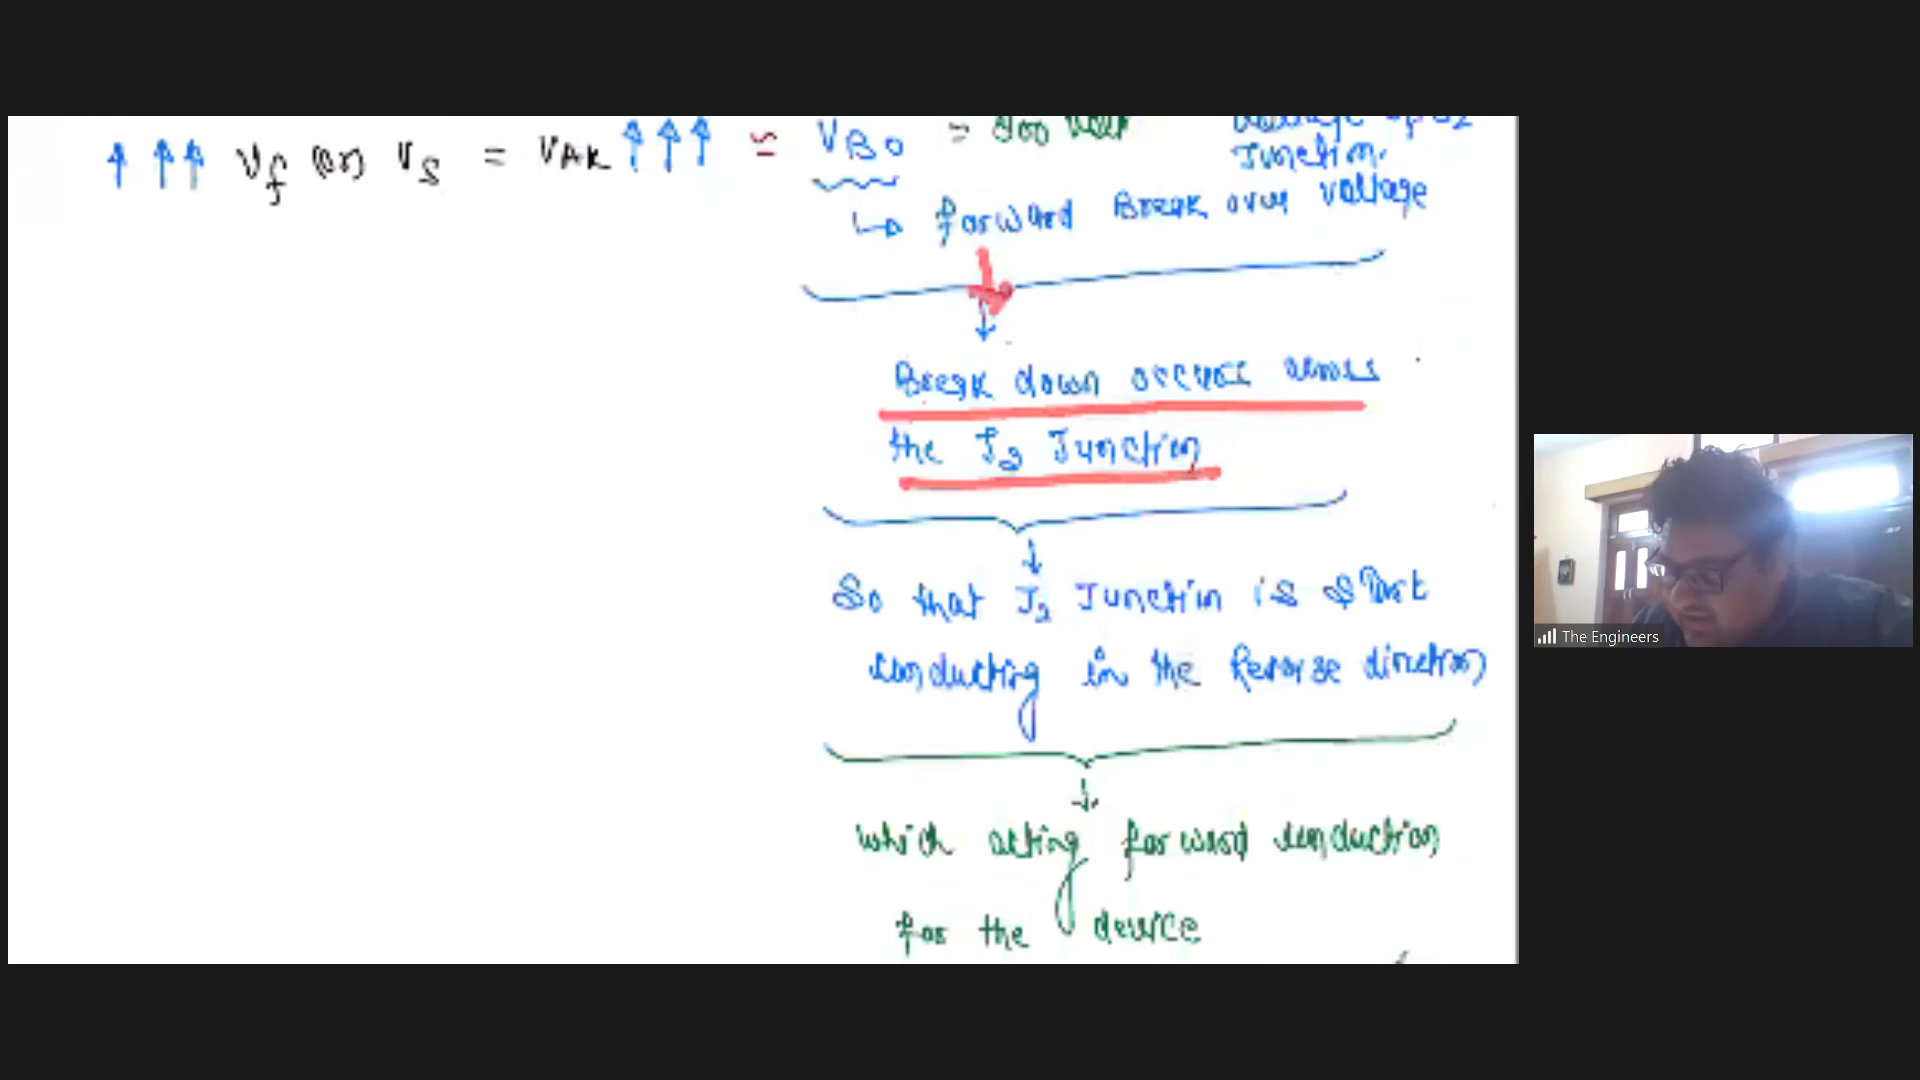 ↑ ↑↑ Vf (or) Vs = VAK ↑↑↑ ≃ VBO =
Junction.
↳ forward Break over voltage
Break down occurs across
the J2 Junction
So that J2 Junction is start
conducting in the Reverse direction
which acting forward conduction
for the device
The Engineers